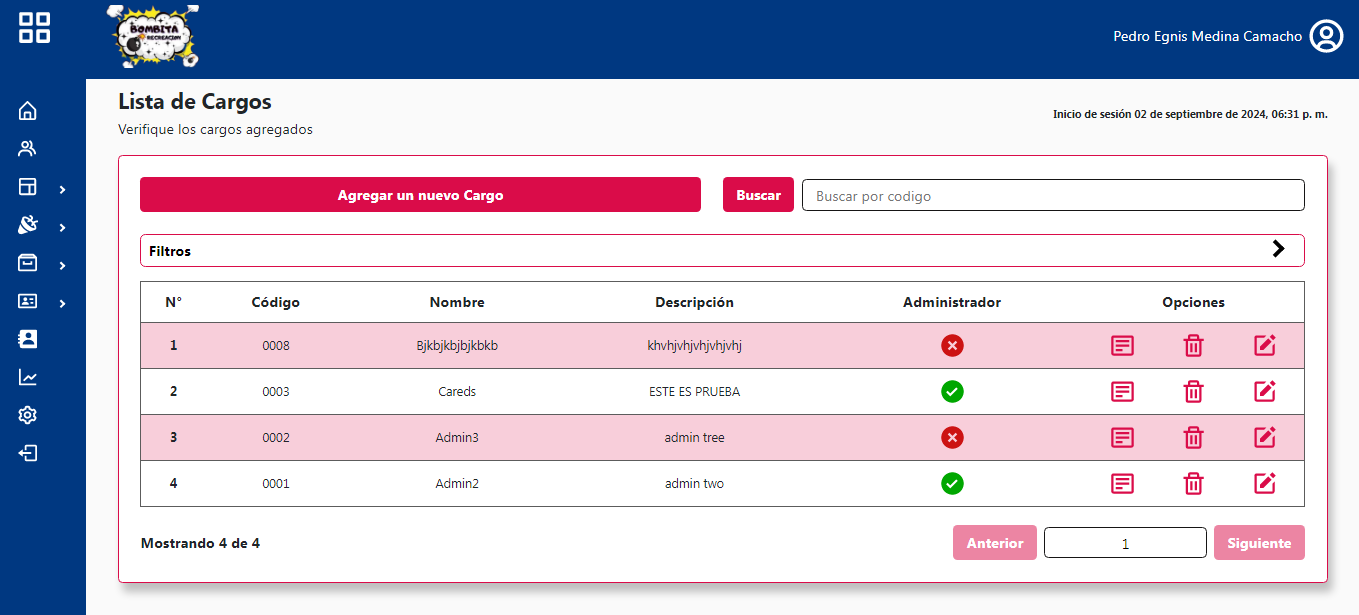 BOMBITA
RECREACION
Pedro Egnis Medina Camacho
Lista de Cargos
Verifique los cargos agregados
Inicio de sesión 02 de septiembre de 2024, 06:31 p. m.
Agregar un nuevo Cargo
Buscar
Buscar por codigo
Filtros
N° Código Nombre Descripción Administrador Opciones
1 0008 Bjkbjkbjbjkbkb khvhjvhjvhjvhjvhj
2 0003 Careds ESTE ES PRUEBA
3 0002 Admin3 admin tree
4 0001 Admin2 admin two
Mostrando 4 de 4
Anterior 1 Siguiente